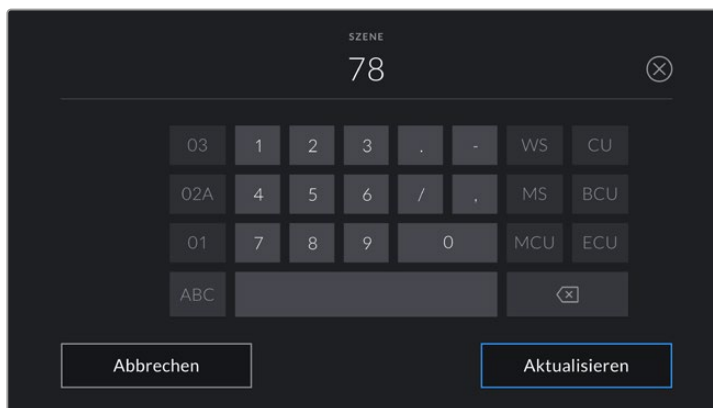 SZENE
78
03 1 2 3 . - WS CU
02A 4 5 6 / , MS BCU
01 7 8 9 0 MCU ECU
ABC
Abbrechen Aktualisieren